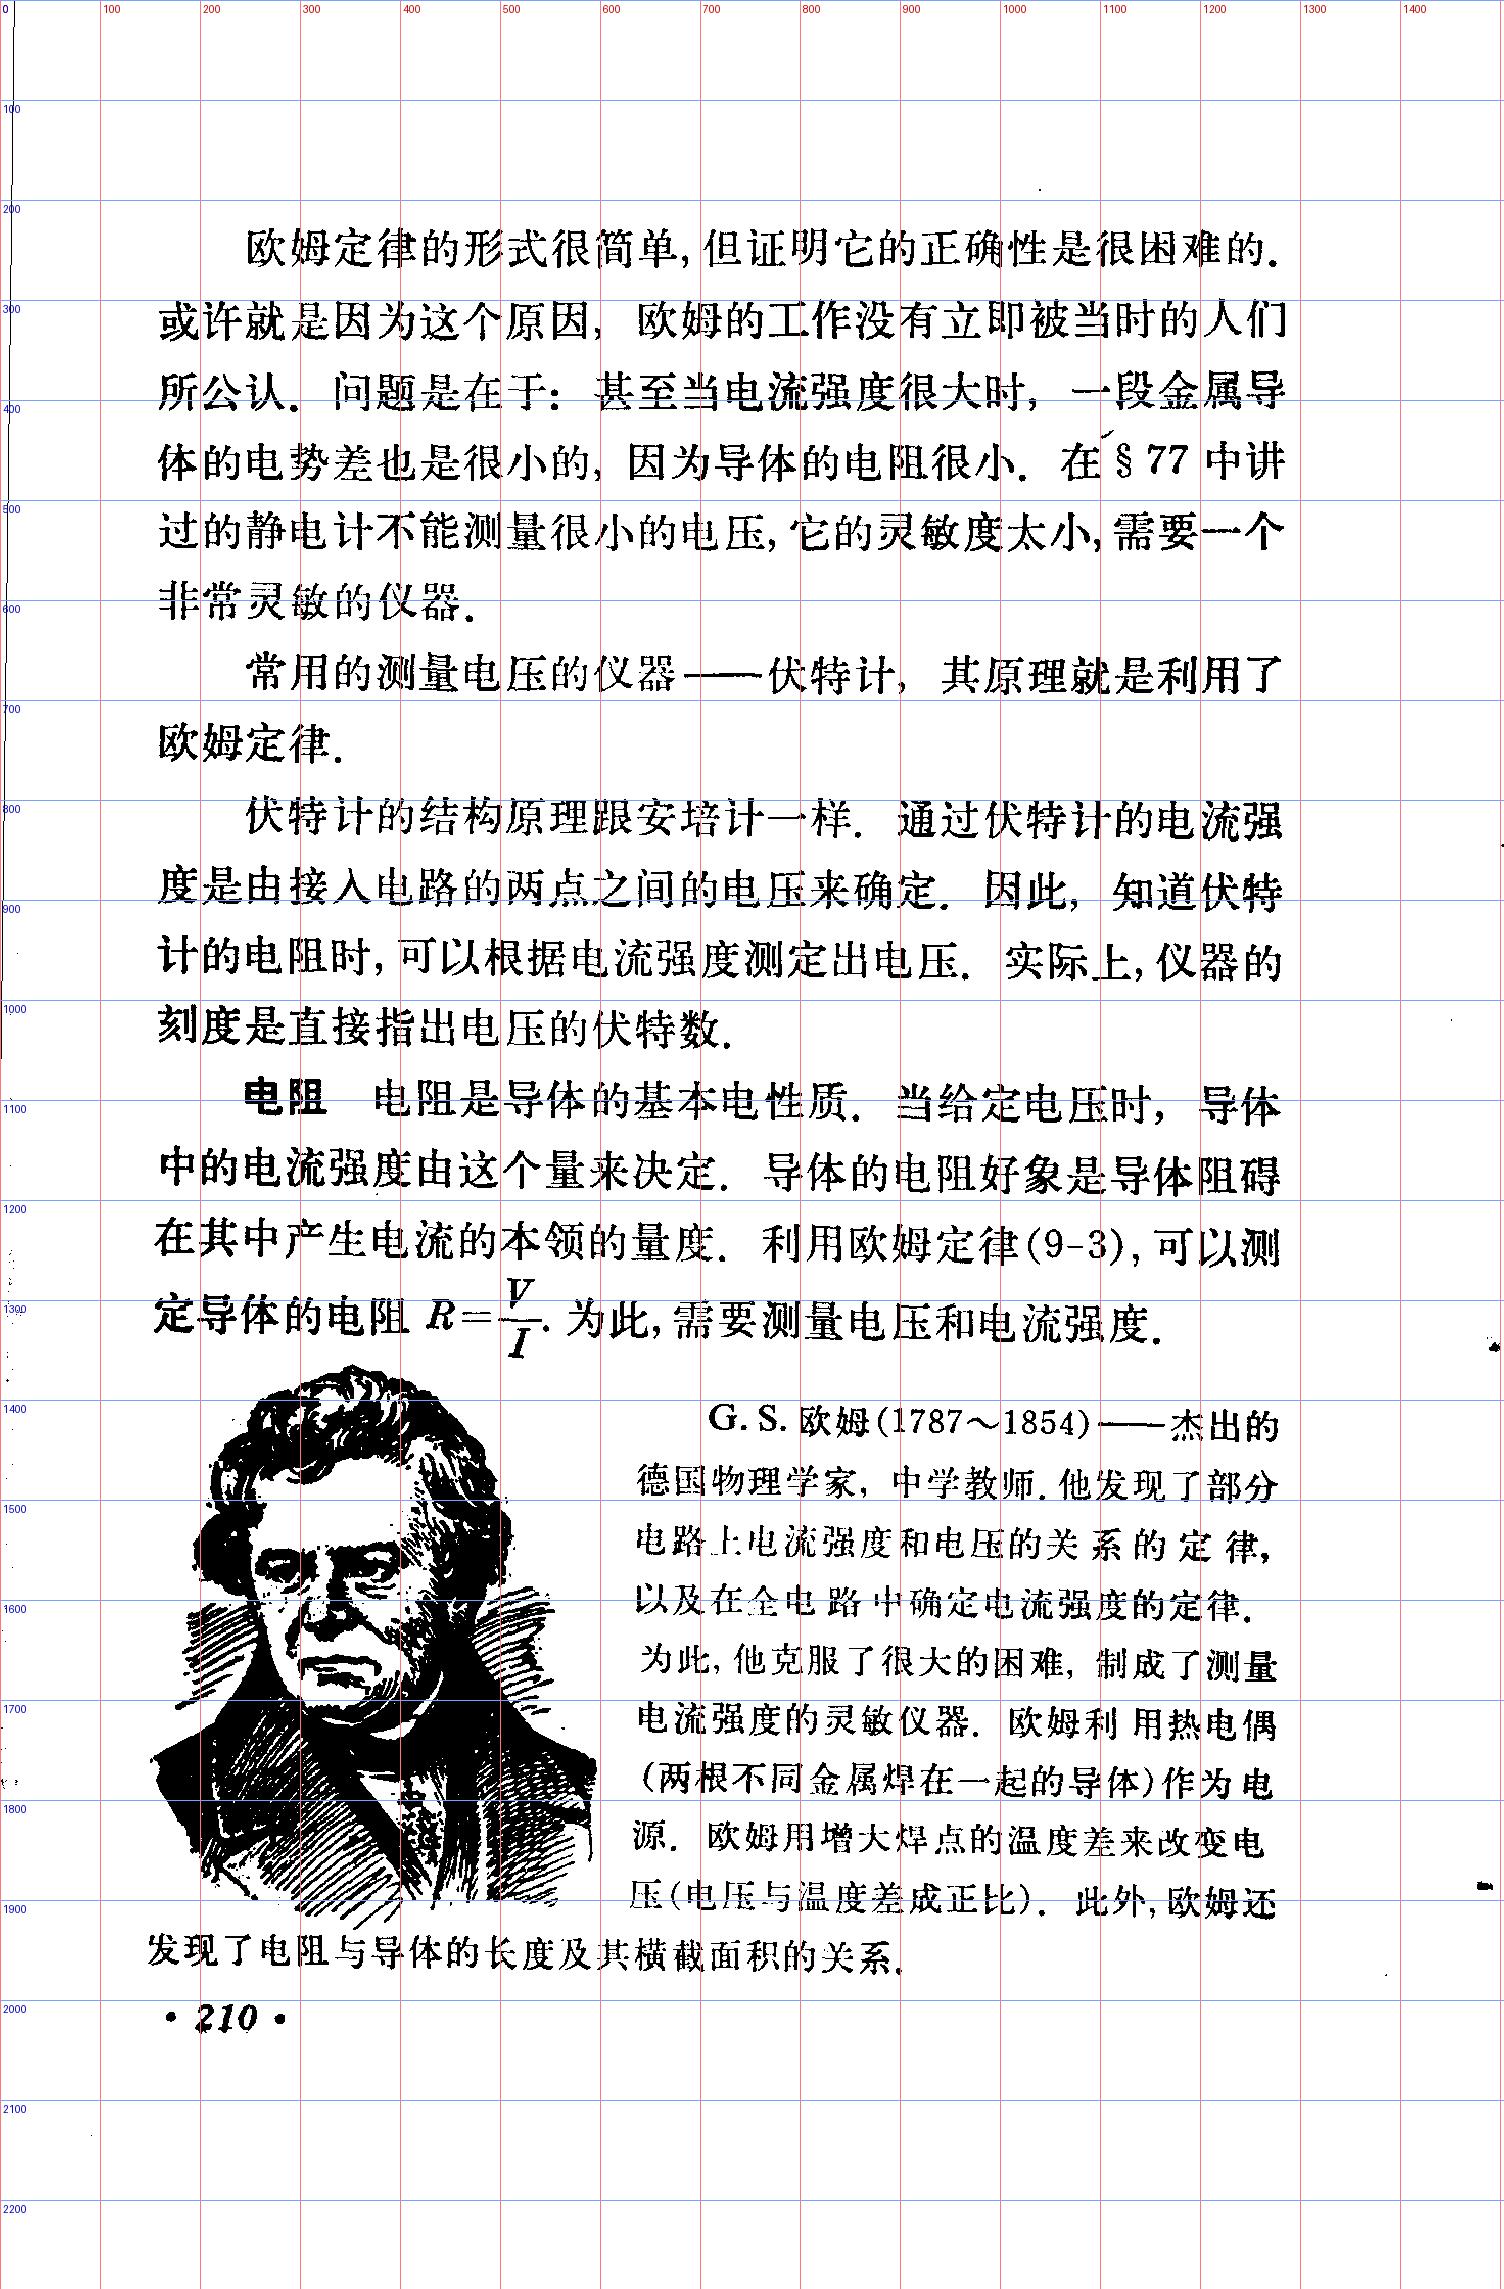 欧姆定律的形式很简单,但证明它的正确性是很困难的.
或许就是因为这个原因, 欧姆的工作没有立即被当时的人们
所公认. 问题是在于: 甚至当电流强度很大时, 一段金属导
体的电势差也是很小的, 因为导体的电阻很小. 在 § 77 中讲
过的静电计不能测量很小的电压,它的灵敏度太小,需要一个
非常灵敏的仪器.
常用的测量电压的仪器——伏特计, 其原理就是利用了
欧姆定律.
伏特计的结构原理跟安培计一样. 通过伏特计的电流强
度是由接入电路的两点之间的电压来确定. 因此, 知道伏特
计的电阻时,可以根据电流强度测定出电压. 实际上,仪器的
刻度是直接指出电压的伏特数.
电阻 电阻是导体的基本电性质. 当给定电压时, 导体
中的电流强度由这个量来决定. 导体的电阻好象是导体阻碍
在其中产生电流的本领的量度. 利用欧姆定律(9-3),可以测
定导体的电阻 R=V/I. 为此,需要测量电压和电流强度.
G. S. 欧姆(1787～1854)——杰出的
德国物理学家, 中学教师.他发现了部分
电路上电流强度和电压的关系的定律,
以及在全电路中确定电流强度的定律.
为此,他克服了很大的困难, 制成了测量
电流强度的灵敏仪器. 欧姆利用热电偶
(两根不同金属焊在一起的导体)作为电
源. 欧姆用增大焊点的温度差来改变电
压(电压与温度差成正比). 此外,欧姆还
发现了电阻与导体的长度及其横截面积的关系.
• 210 •